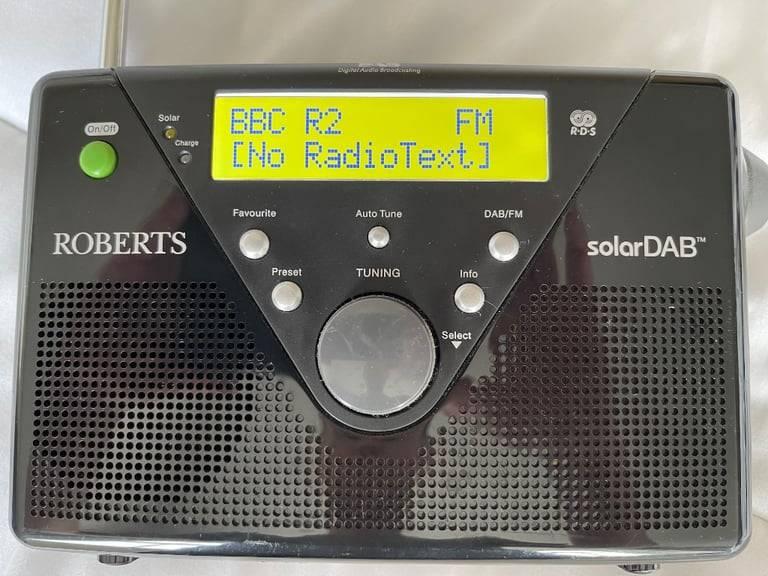 Digital Audio Broadcasting
On/Off
Solar
Charge
BBC R2 FM
[No RadioText]
R·D·S
Favourite
Auto Tune
DAB/FM
ROBERTS
solarDAB™
Preset
TUNING
Info
Select